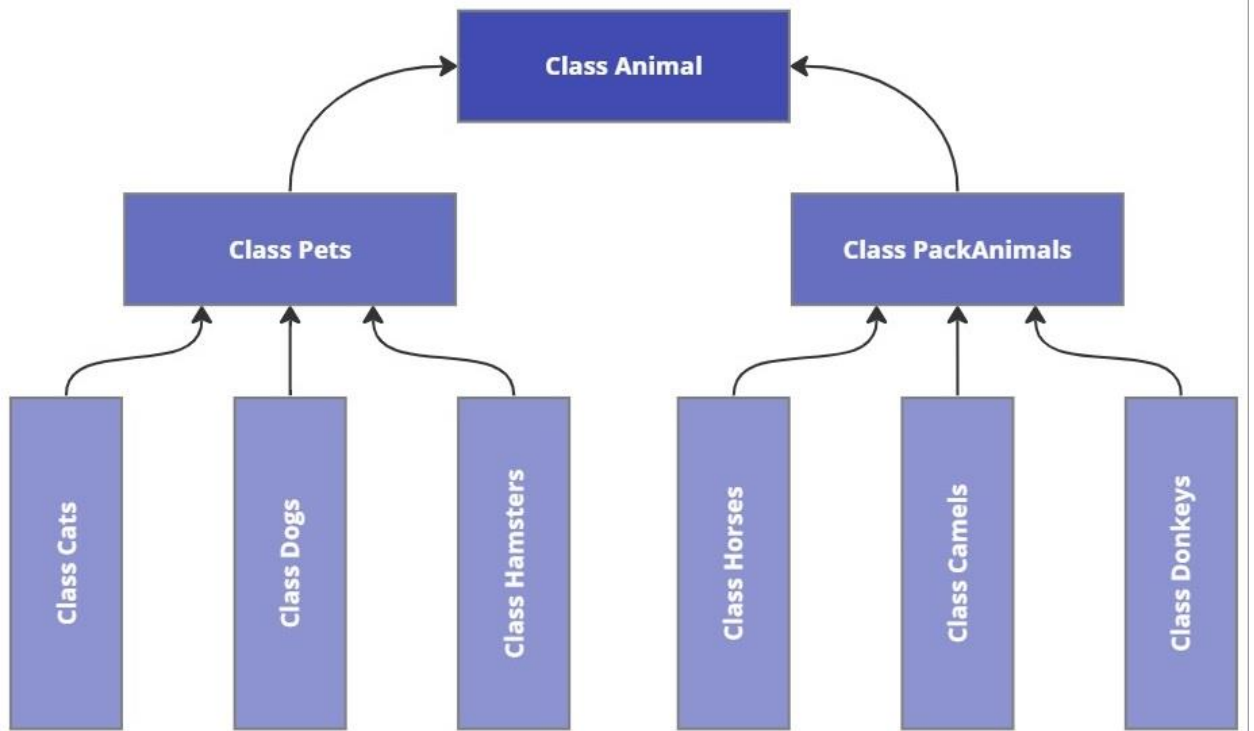 Class Animal
Class Pets
Class PackAnimals
Class Cats
Class Dogs
Class Hamsters
Class Horses
Class Camels
Class Donkeys